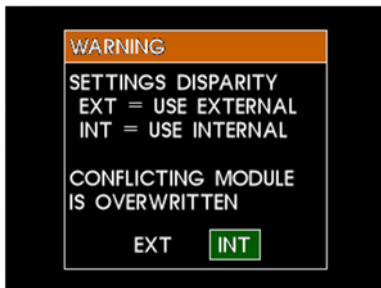 WARNING
SETTINGS DISPARITY
EXT = USE EXTERNAL
INT = USE INTERNAL
CONFLICTING MODULE
IS OVERWRITTEN
EXT INT